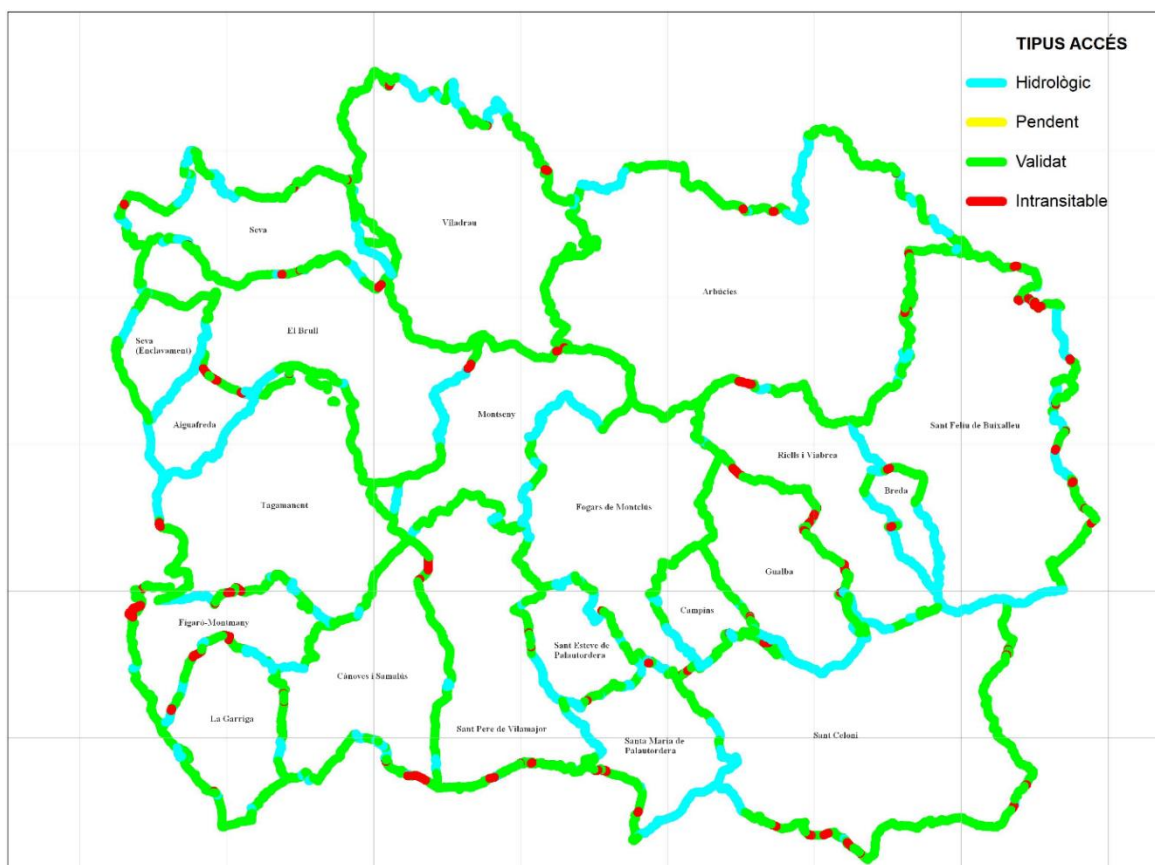 TIPUS ACCÉS
Hidrològic
Pendent
Validat
Intransitable
Viladrau
Seva
Arbúcies
El Brull
Seva
(Enclavament)
Montseny
Aiguafreda
Sant Feliu de Buixalleu
Riells i Viabrea
Breda
Tagamanent
Fogars de Montclús
Gualba
Campins
Figaró-Montmany
Sant Esteve de
Palautordera
Cànoves i Samalús
La Garriga
Sant Pere de Vilamajor
Santa Maria de
Palautordera
Sant Celoni